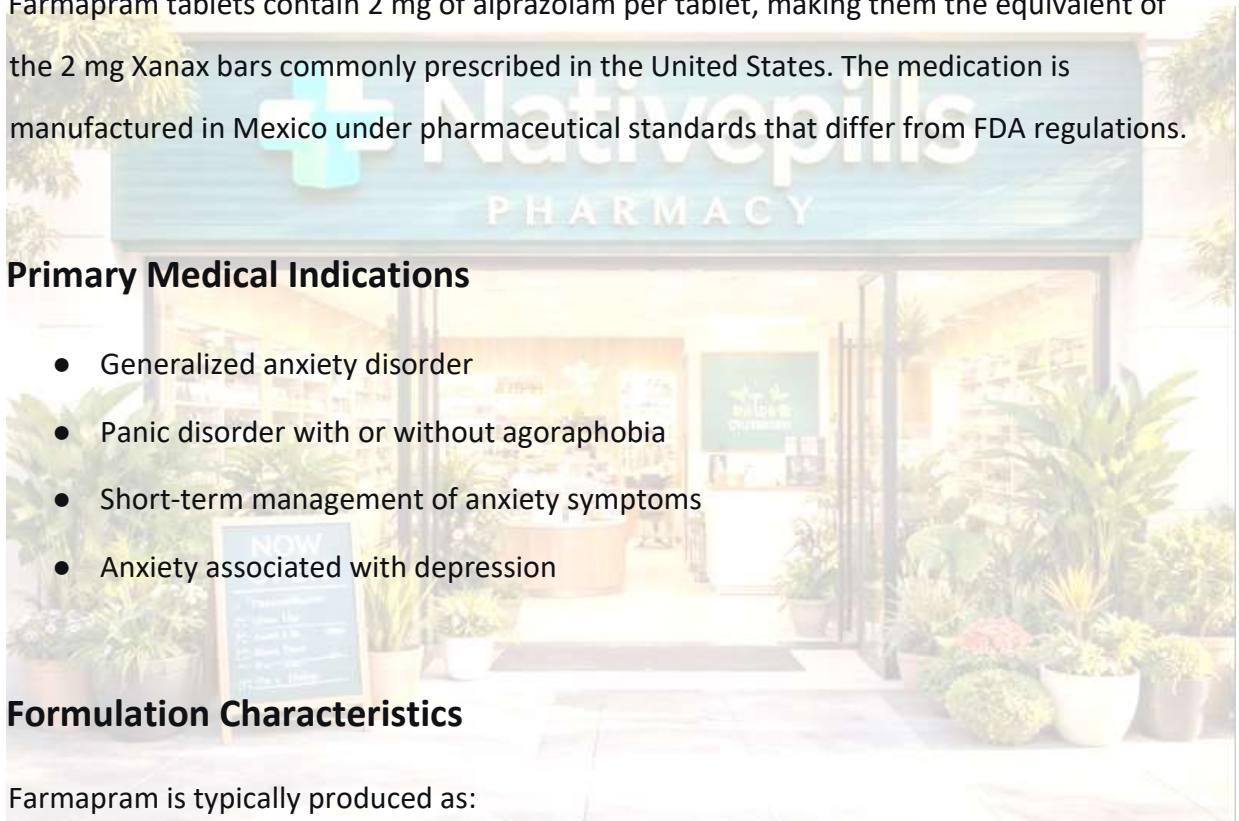 Farmapram tablets contain 2 mg of alprazolam per tablet, making them the equivalent of
the 2 mg Xanax bars commonly prescribed in the United States. The medication is
manufactured in Mexico under pharmaceutical standards that differ from FDA regulations.
Nativepills
PHARMACY
Primary Medical Indications
● Generalized anxiety disorder
● Panic disorder with or without agoraphobia
● Short-term management of anxiety symptoms
● Anxiety associated with depression
NOW
Formulation Characteristics
Farmapram is typically produced as: